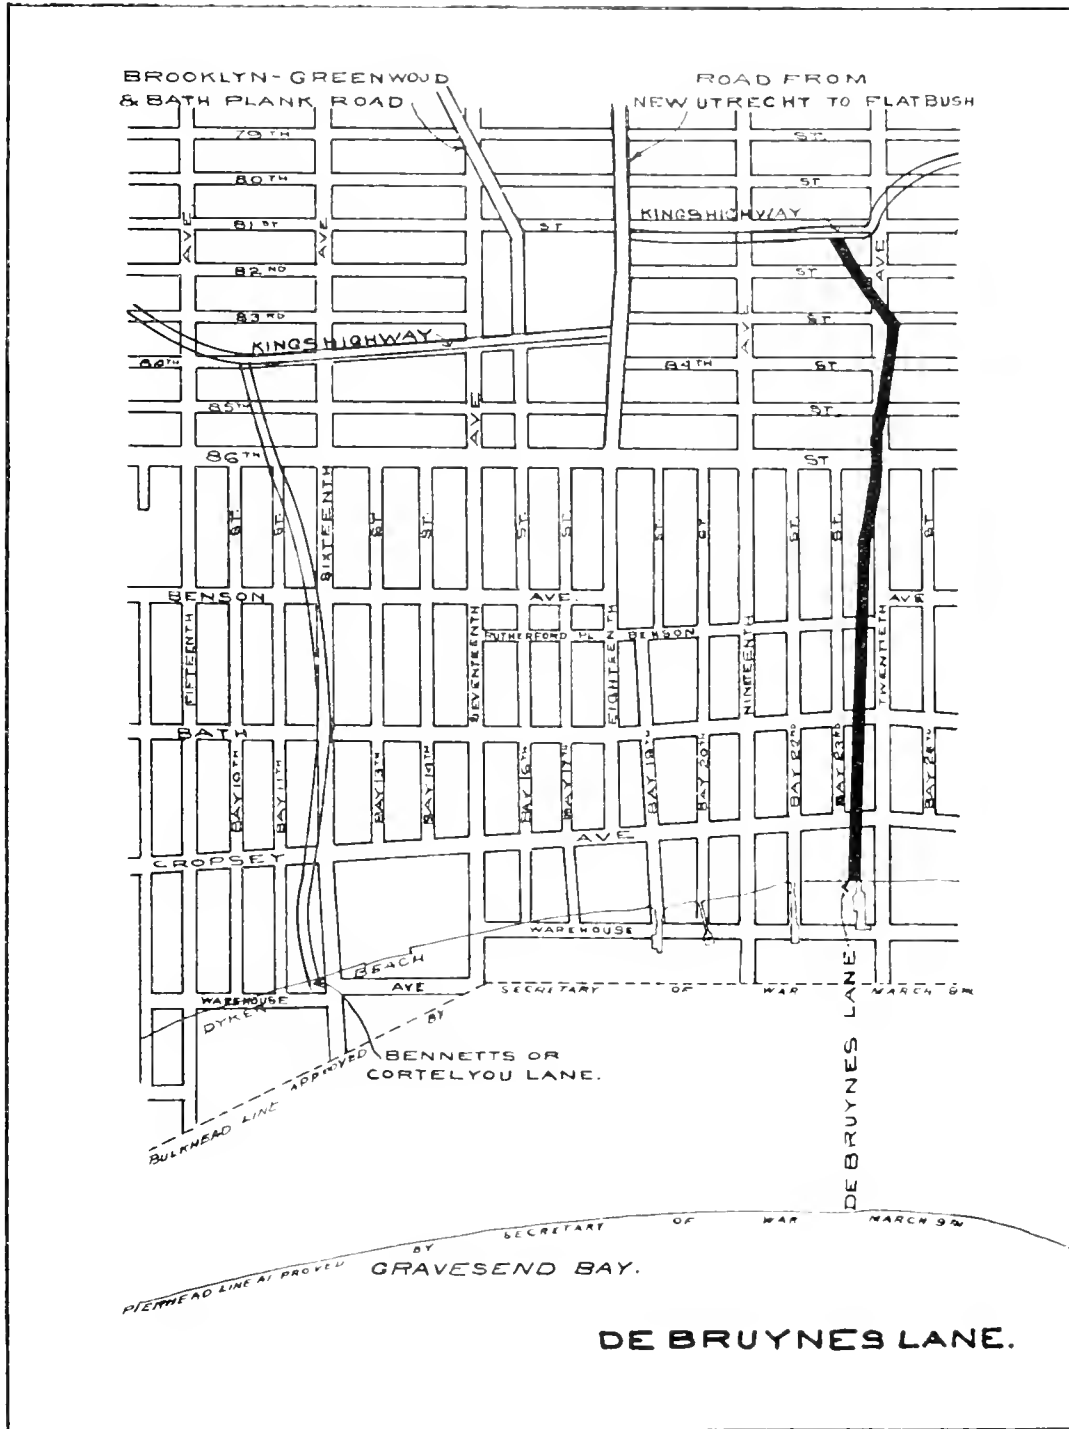 BROOKLYN-GREENWOOD
& BATH PLANK ROAD
ROAD FROM
NEW UTRECHT TO FLATBUSH
79TH ST.
80TH ST
KINGS HIGHWAY
81ST ST
AVE AVE AVE
82ND ST
83RD ST.
KINGS HIGHWAY
AVE
84TH 84TH ST
85TH ST.
AVE
86TH ST
SIXTEENTH
ST. ST. ST ST. ST. ST. ST. ST ST. ST. ST
BENSON AVE. AVE
RUTHERFORD PL. BENSON
FIFTEENTH SEVENTEENTH EIGHTEENTH NINETEENTH TWENTIETH
BATH
BAY 10TH BAY 11TH BAY 13TH BAY 14TH BAY 16TH BAY 17TH BAY 19TH BAY 20TH BAY 22ND BAY 23RD BAY 25TH
AVE
CROPSEY
WAREHOUSE
DYKER BEACH
WAREHOUSE AVE
BULKHEAD LINE APPROVED BY SECRETARY OF WAR MARCH 9TH
BENNETTS OR
CORTELYOU LANE.
DE BRUYNES LANE
PIERHEAD LINE APPROVED BY SECRETARY OF WAR MARCH 9TH
GRAVESEND BAY.
DE BRUYNES LANE.